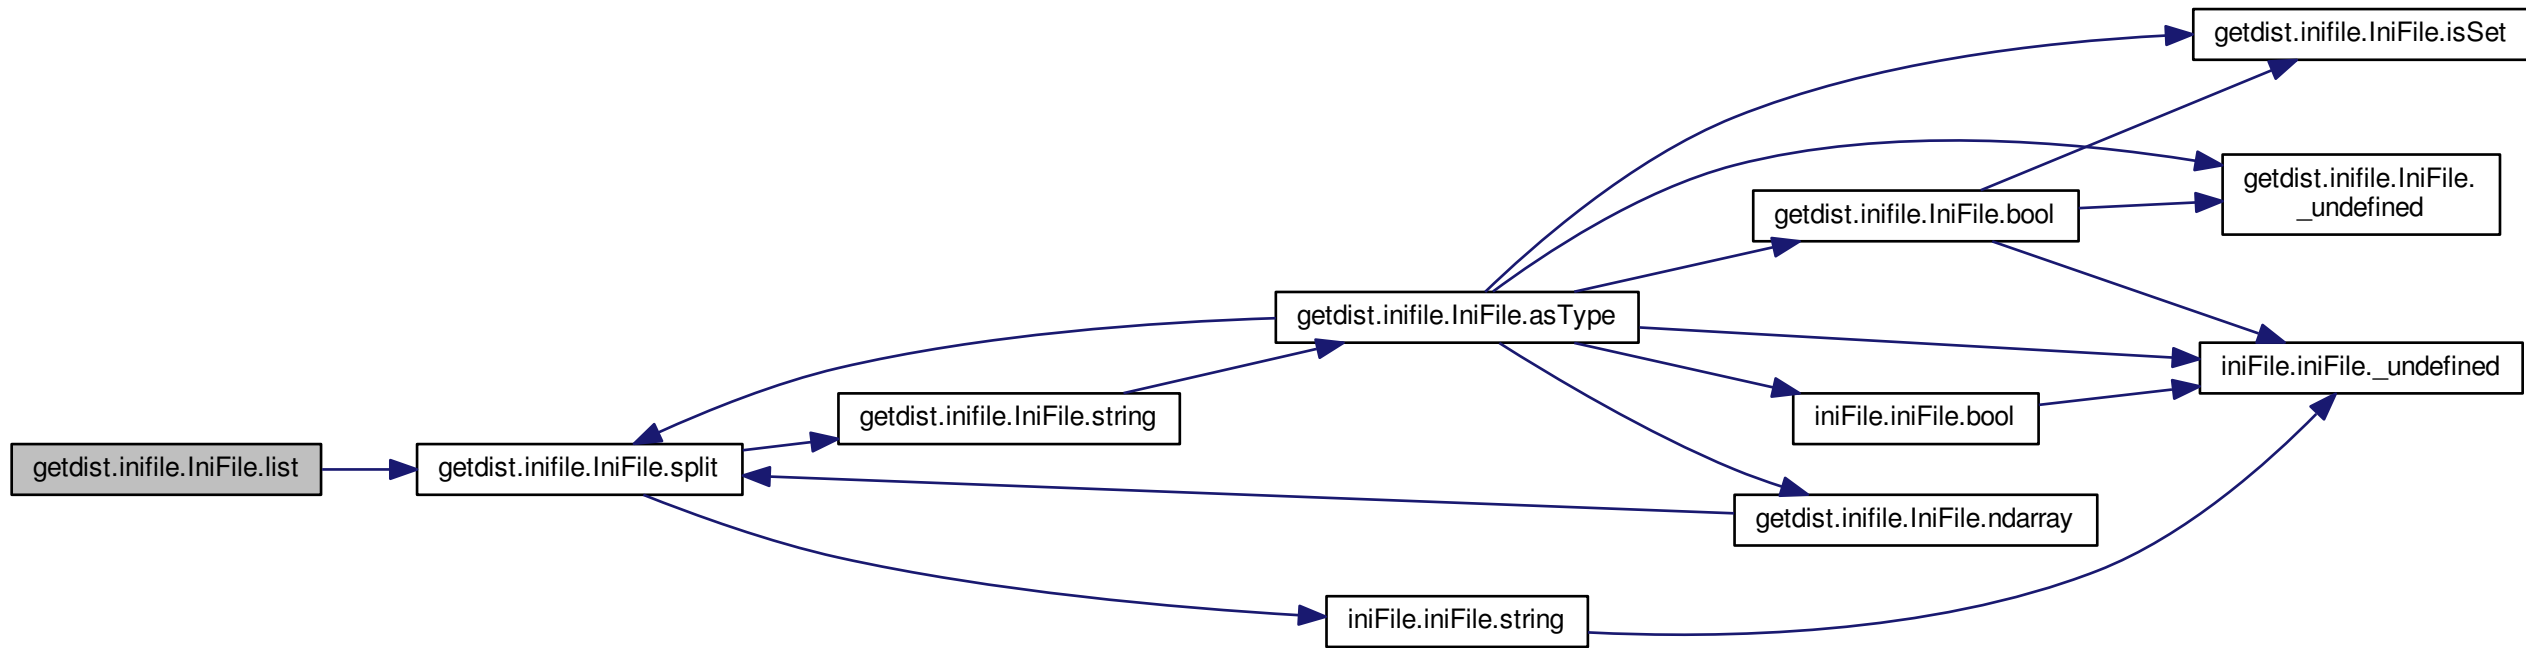 getdist.inifile.IniFile.isSet
getdist.inifile.IniFile.
_undefined
getdist.inifile.IniFile.bool
getdist.inifile.IniFile.asType
iniFile.iniFile._undefined
getdist.inifile.IniFile.string
iniFile.iniFile.bool
getdist.inifile.IniFile.list
getdist.inifile.IniFile.split
getdist.inifile.IniFile.ndarray
iniFile.iniFile.string